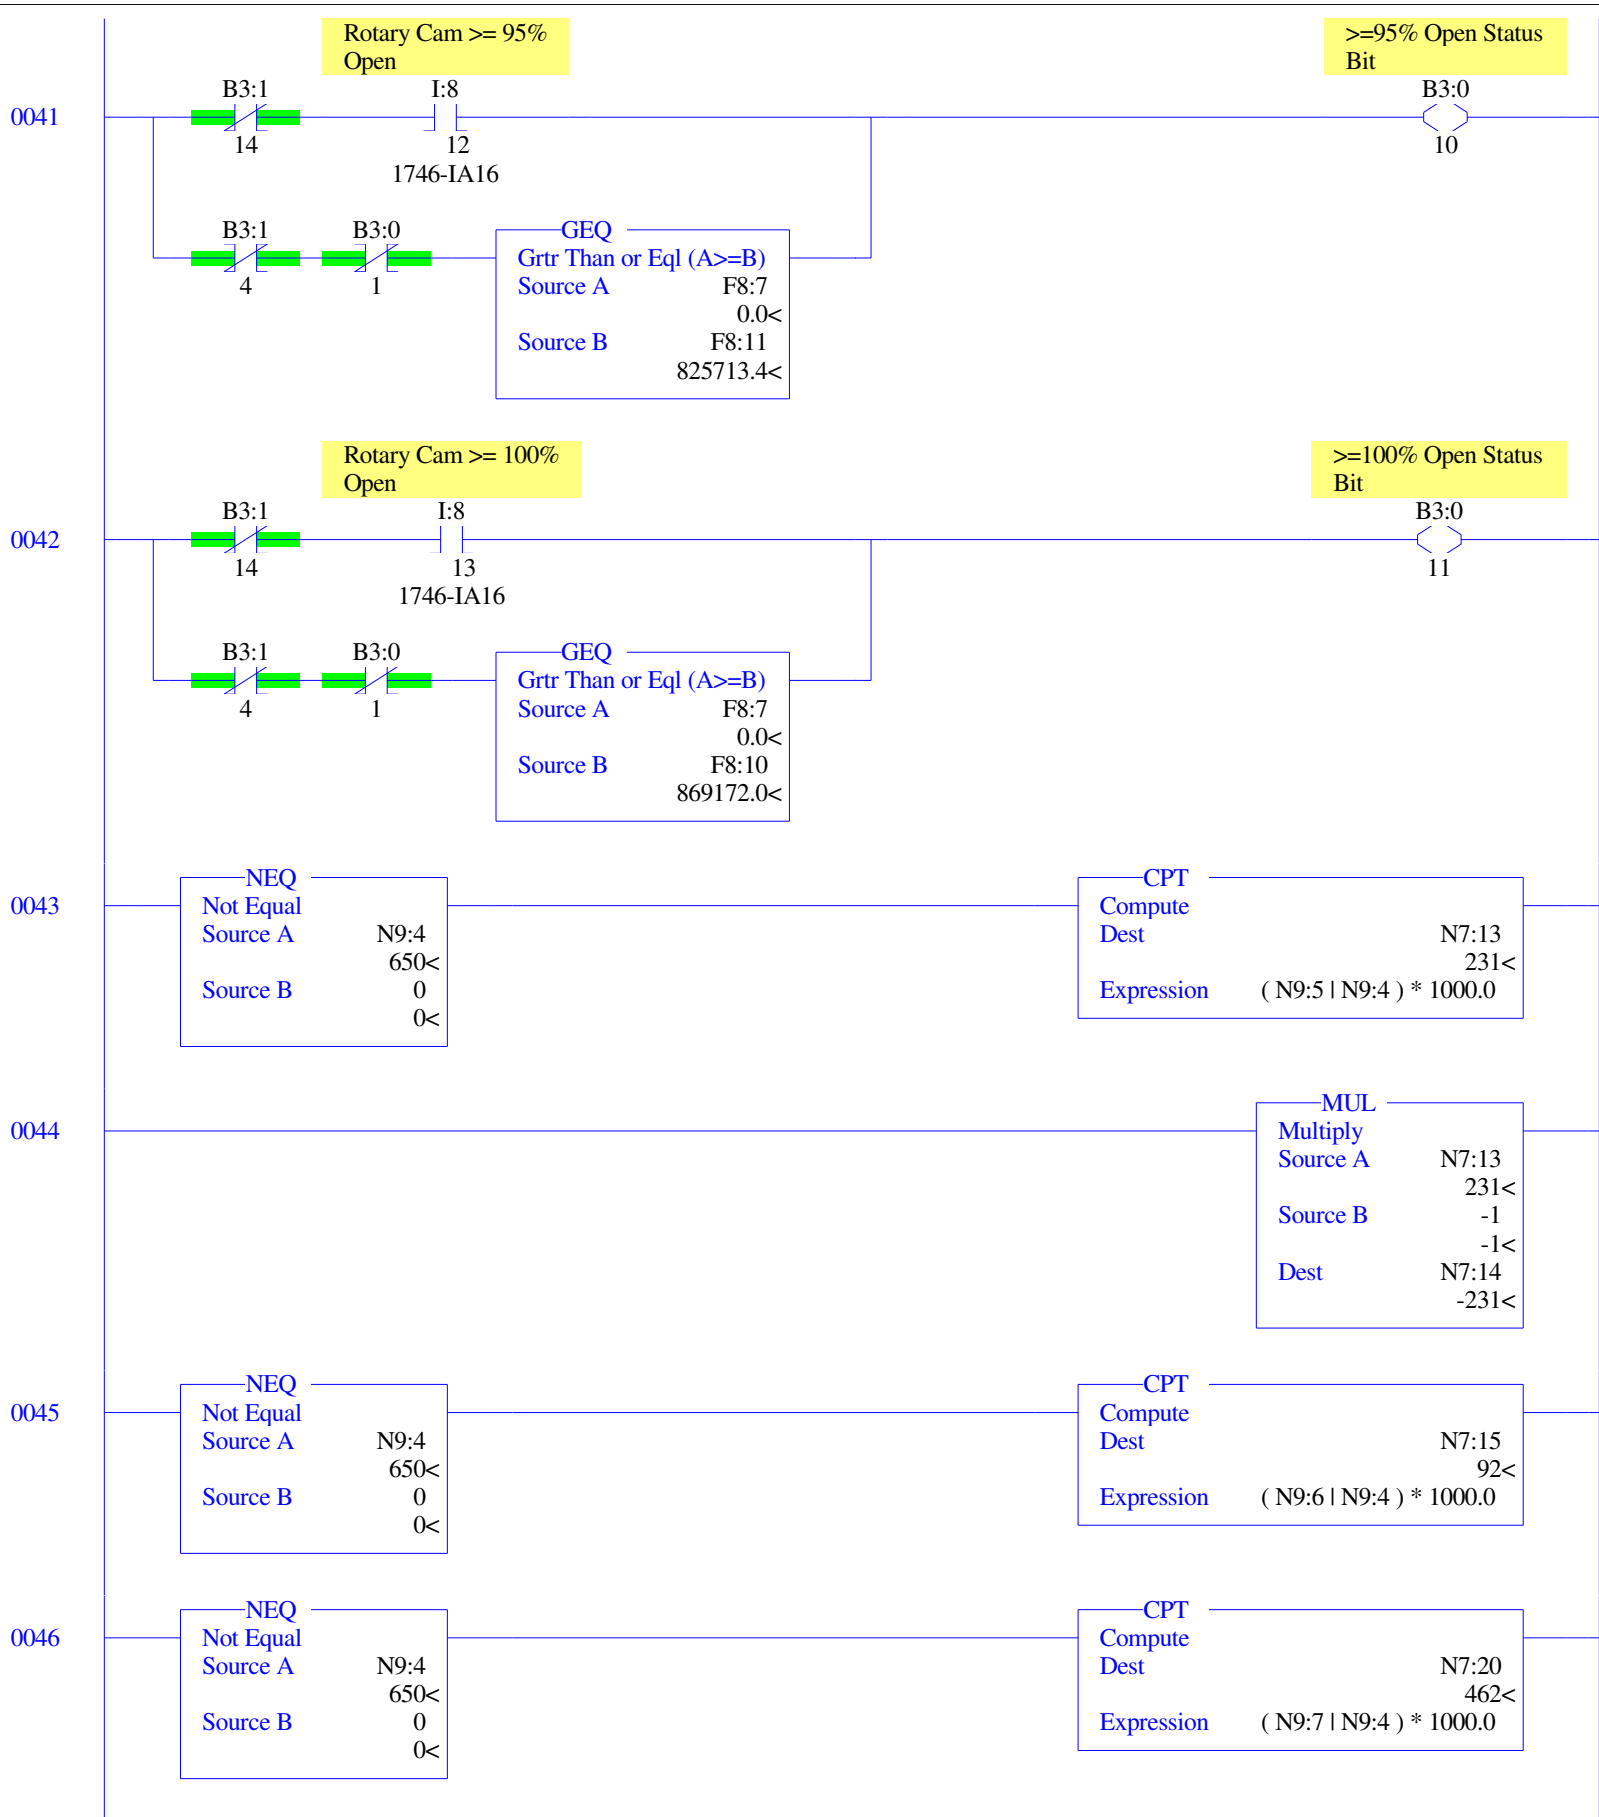 Rotary Cam >= 95%
Open
>=95% Open Status
Bit
B3:1
I:8
B3:0
0041
14
12
10
1746-IA16
B3:1
B3:0
GEQ
Grtr Than or Eql (A>=B)
4
1
Source A F8:7
0.0<
Source B F8:11
825713.4<
Rotary Cam >= 100%
Open
>=100% Open Status
Bit
B3:1
I:8
B3:0
0042
14
13
11
1746-IA16
B3:1
B3:0
GEQ
Grtr Than or Eql (A>=B)
4
1
Source A F8:7
0.0<
Source B F8:10
869172.0<
0043
NEQ
Not Equal
Source A N9:4
650<
Source B 0
0<
CPT
Compute
Dest N7:13
231<
Expression ( N9:5 | N9:4 ) * 1000.0
0044
MUL
Multiply
Source A N7:13
231<
Source B -1
-1<
Dest N7:14
-231<
0045
NEQ
Not Equal
Source A N9:4
650<
Source B 0
0<
CPT
Compute
Dest N7:15
92<
Expression ( N9:6 | N9:4 ) * 1000.0
0046
NEQ
Not Equal
Source A N9:4
650<
Source B 0
0<
CPT
Compute
Dest N7:20
462<
Expression ( N9:7 | N9:4 ) * 1000.0